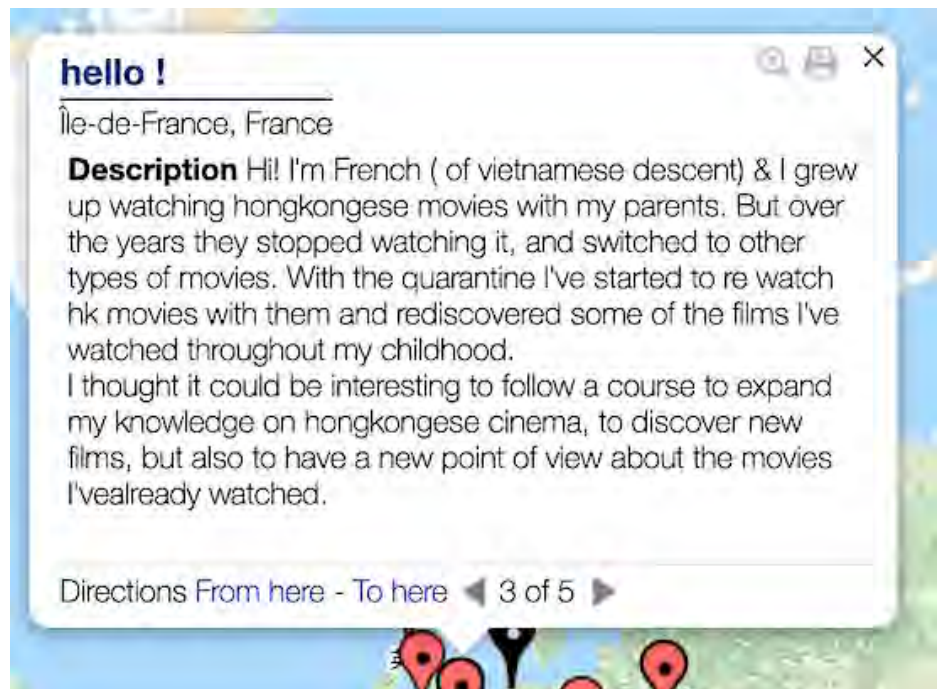 hello !
Île-de-France, France
Description Hi! I'm French ( of vietnamese descent) & I grew
up watching hongkongese movies with my parents. But over
the years they stopped watching it, and switched to other
types of movies. With the quarantine I've started to re watch
hk movies with them and rediscovered some of the films I've
watched throughout my childhood.
I thought it could be interesting to follow a course to expand
my knowledge on hongkongese cinema, to discover new
films, but also to have a new point of view about the movies
I'vealready watched.
Directions From here - To here ◀ 3 of 5 ▶